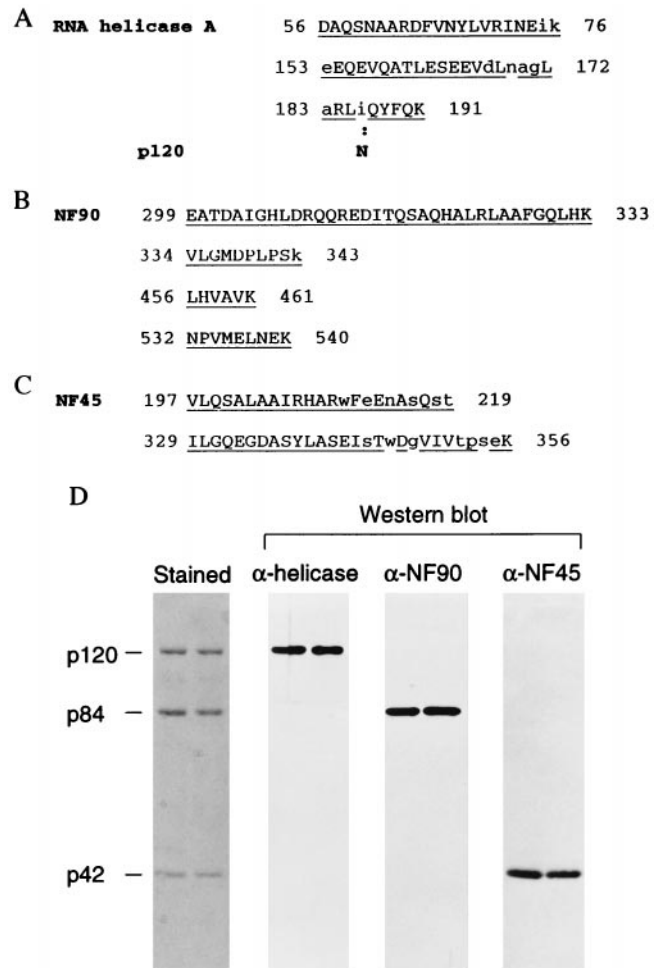 A
RNA helicase A 56 DAQSNAARDFVNYLVRINEik 76
153 eEQEVQATLESEEVdLnagL 172
183 aRLiQYFQK 191
:
p120 N
B
NF90 299 EATDAIGHLDRQQREDITQSAQHALRLAAFGQLHK 333
334 VLGMDPLPSk 343
456 LHVAVK 461
532 NPVMELNEK 540
C
NF45 197 VLQSALAAIRHARwFeEnAsQst 219
329 ILGQEGDASYLASEIsTwDgVIVtpseK 356
D
Western blot
Stained α-helicase α-NF90 α-NF45
p120
p84
p42